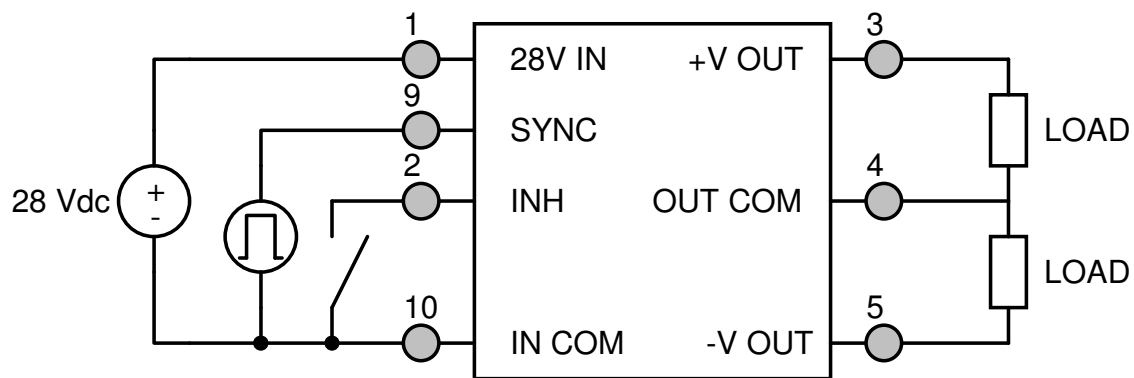 1
28V IN
+V OUT
3
9
SYNC
LOAD
2
INH
OUT COM
4
28 Vdc
+
-
LOAD
10
IN COM
-V OUT
5